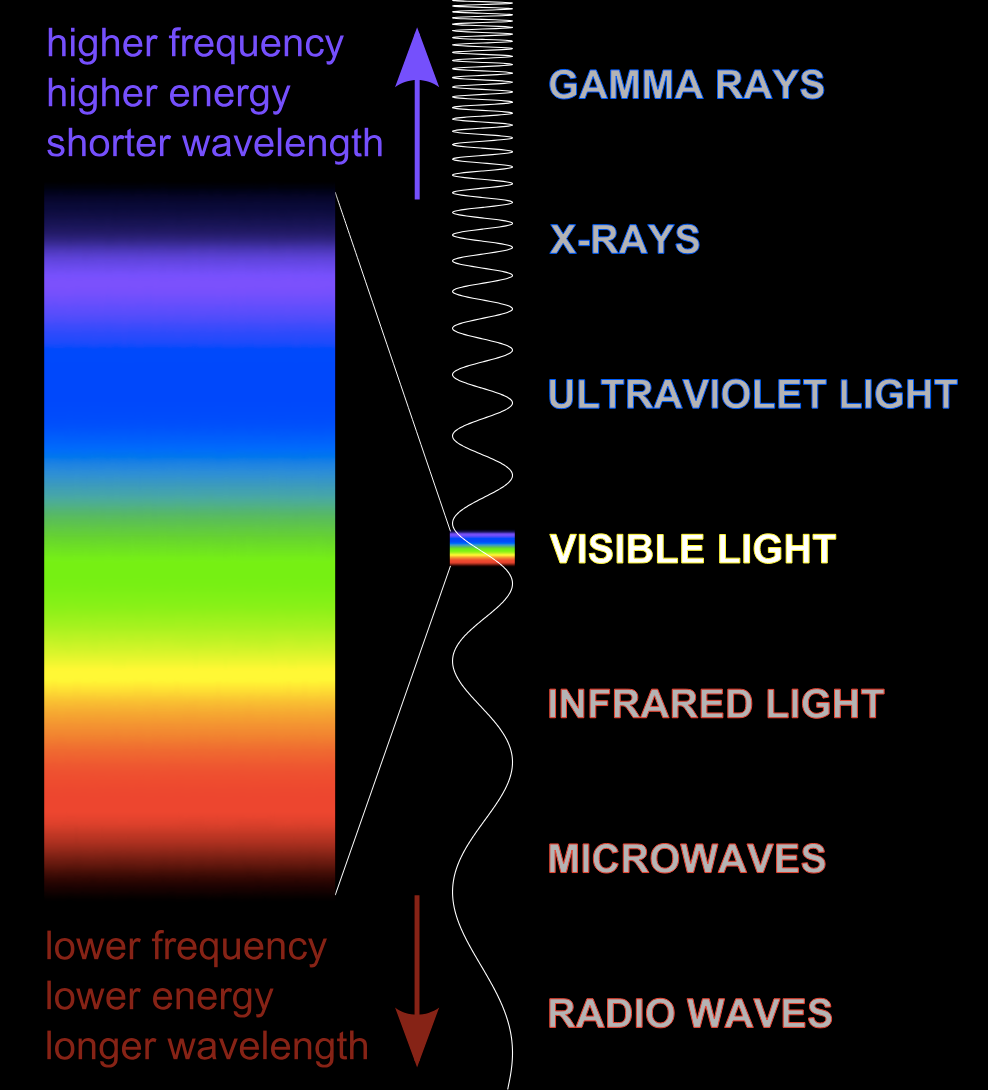 higher frequency
higher energy
shorter wavelength
GAMMA RAYS
X-RAYS
ULTRAVIOLET LIGHT
VISIBLE LIGHT
INFRARED LIGHT
MICROWAVES
RADIO WAVES
lower frequency
lower energy
longer wavelength